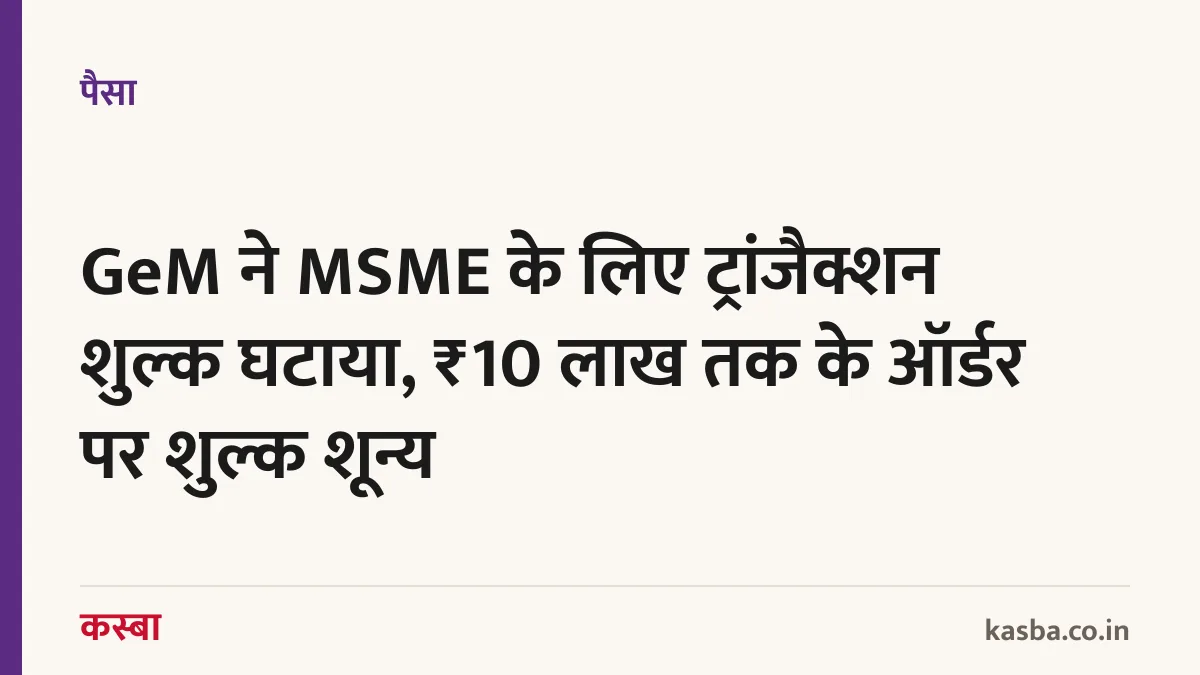 पैसा
GeM ने MSME के लिए ट्रांजैक्शन
शुल्क घटाया, ₹10 लाख तक के ऑर्डर
पर शुल्क शून्य
कस्बा
kasba.co.in